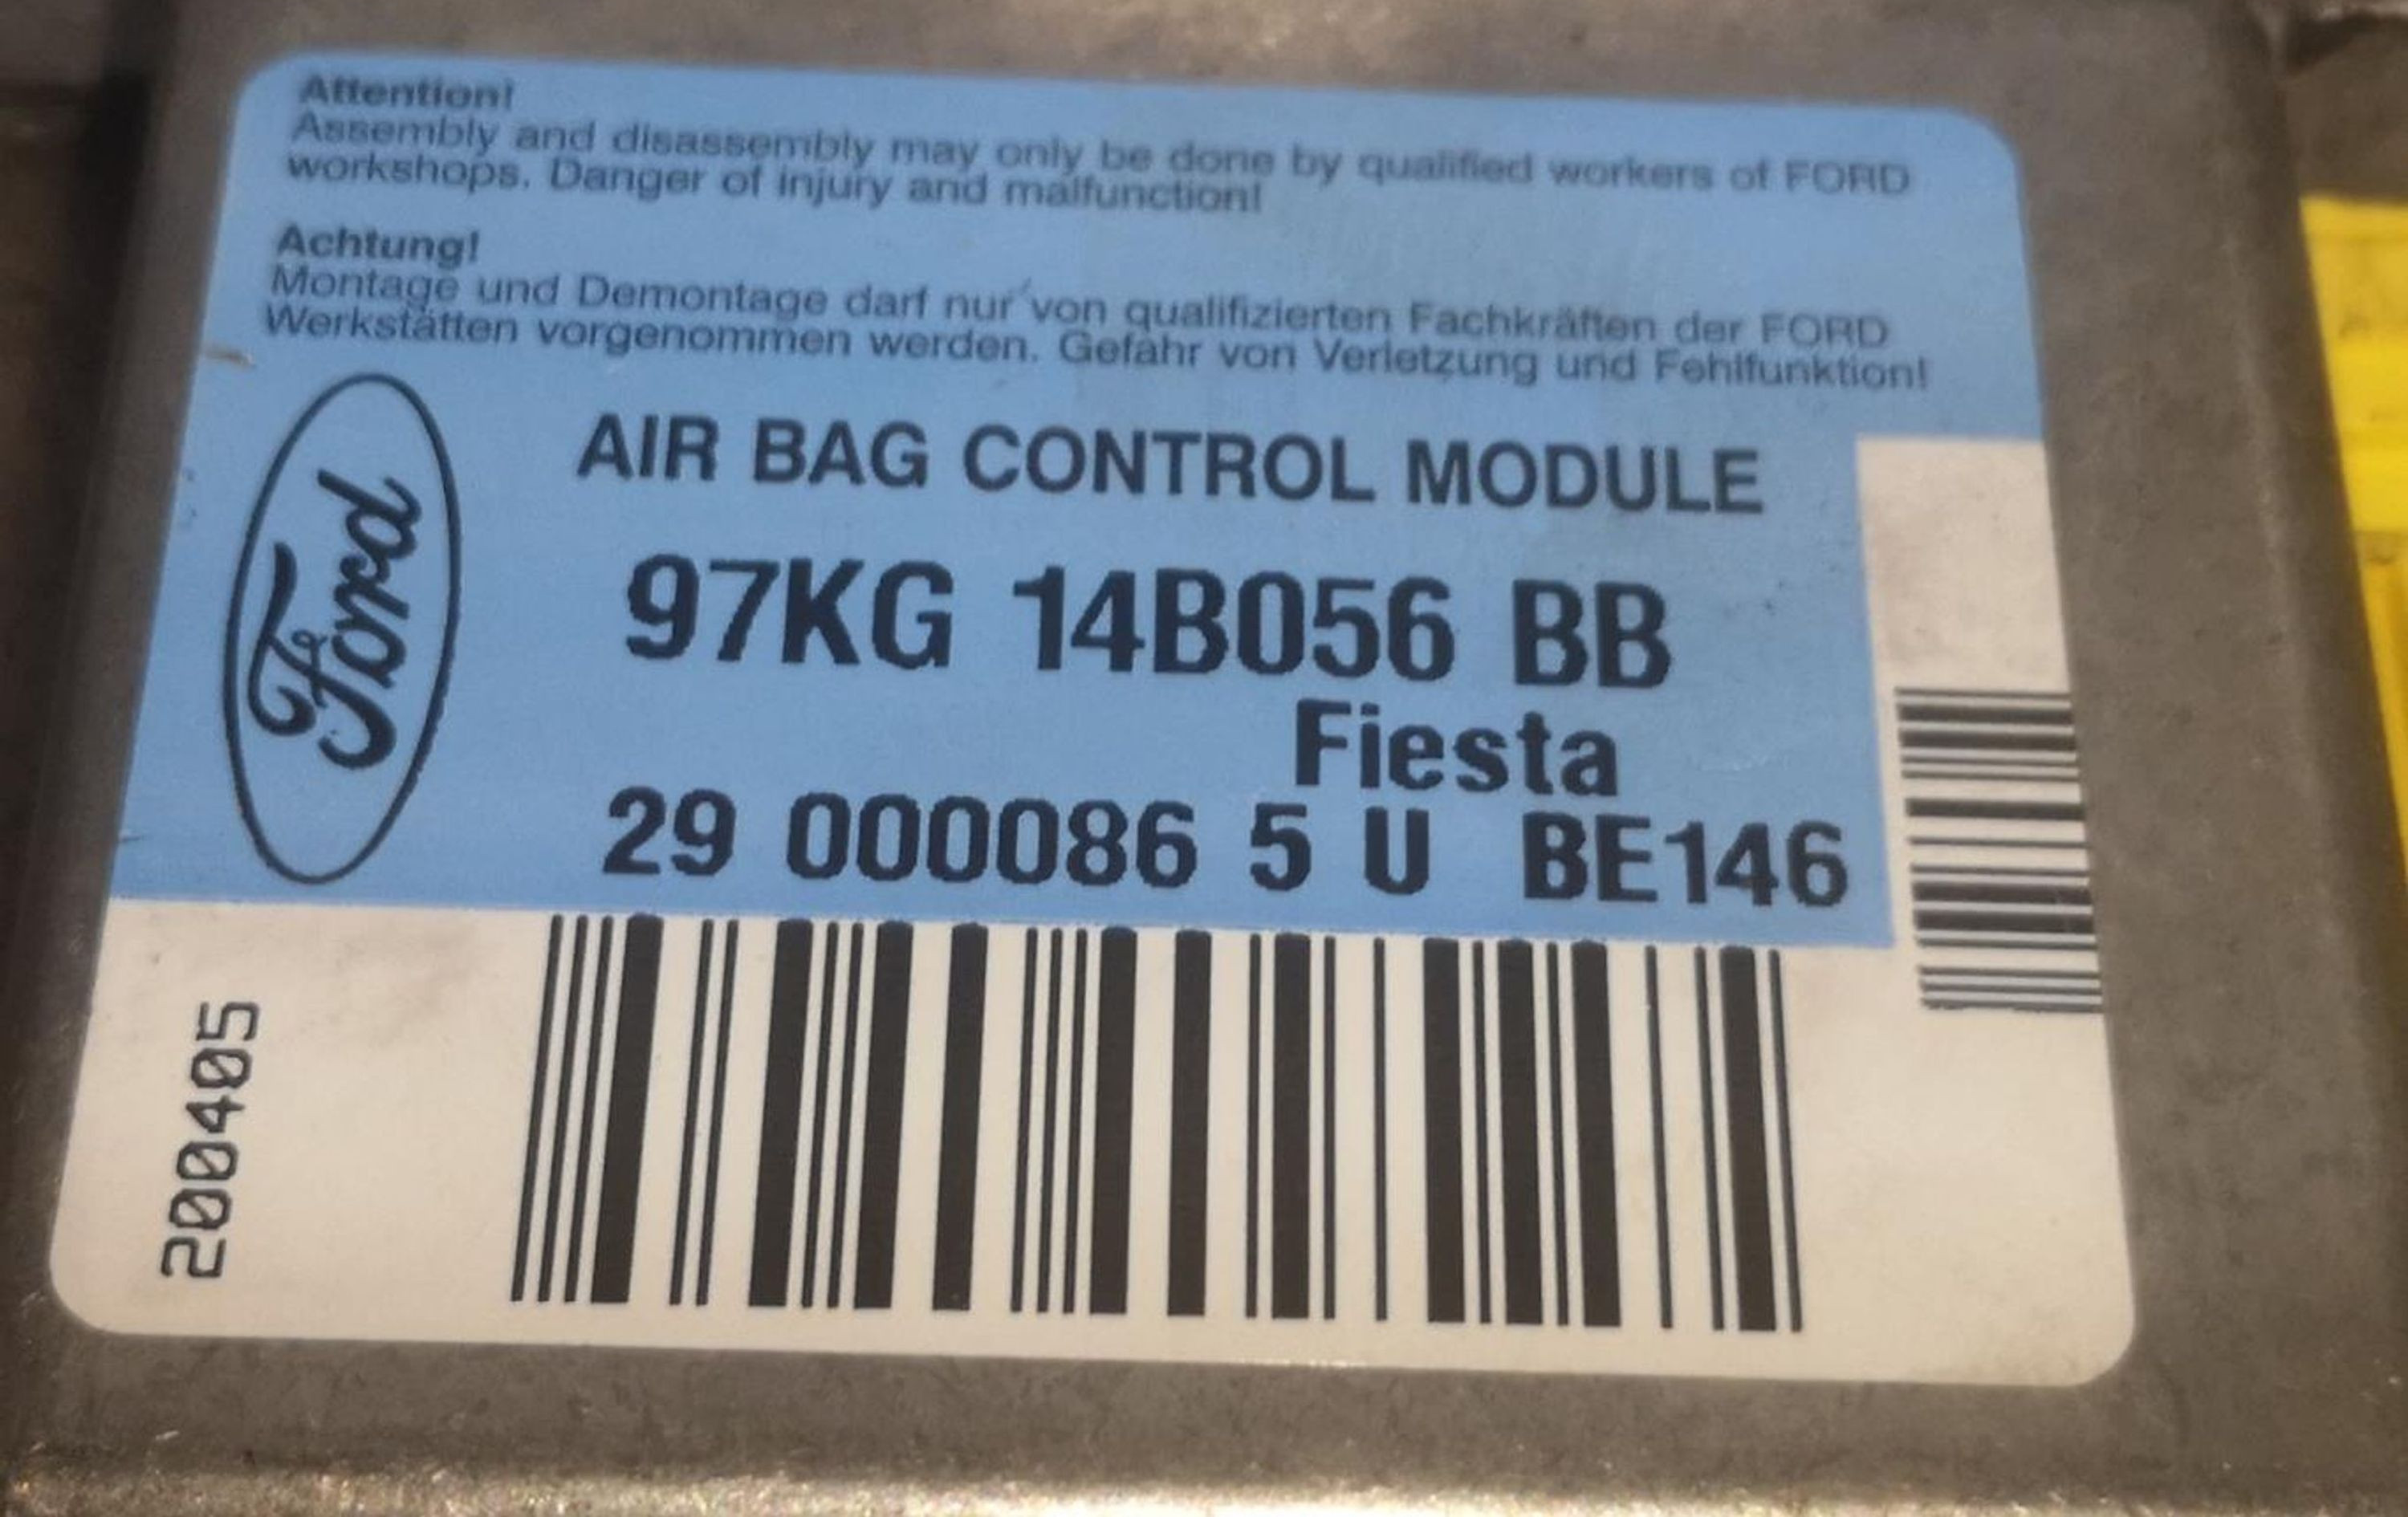 Attention!
Assembly and disassembly may only be done by qualified workers of FORD
workshops. Danger of injury and malfunction!
Achtung!
Montage und Demontage darf nur von qualifizierten Fachkräften der FORD
Werkstätten vorgenommen werden. Gefahr von Verletzung und Fehlfunktion!
Ford
AIR BAG CONTROL MODULE
97KG 14B056 BB
Fiesta
29 000086 5 U BE146
200405